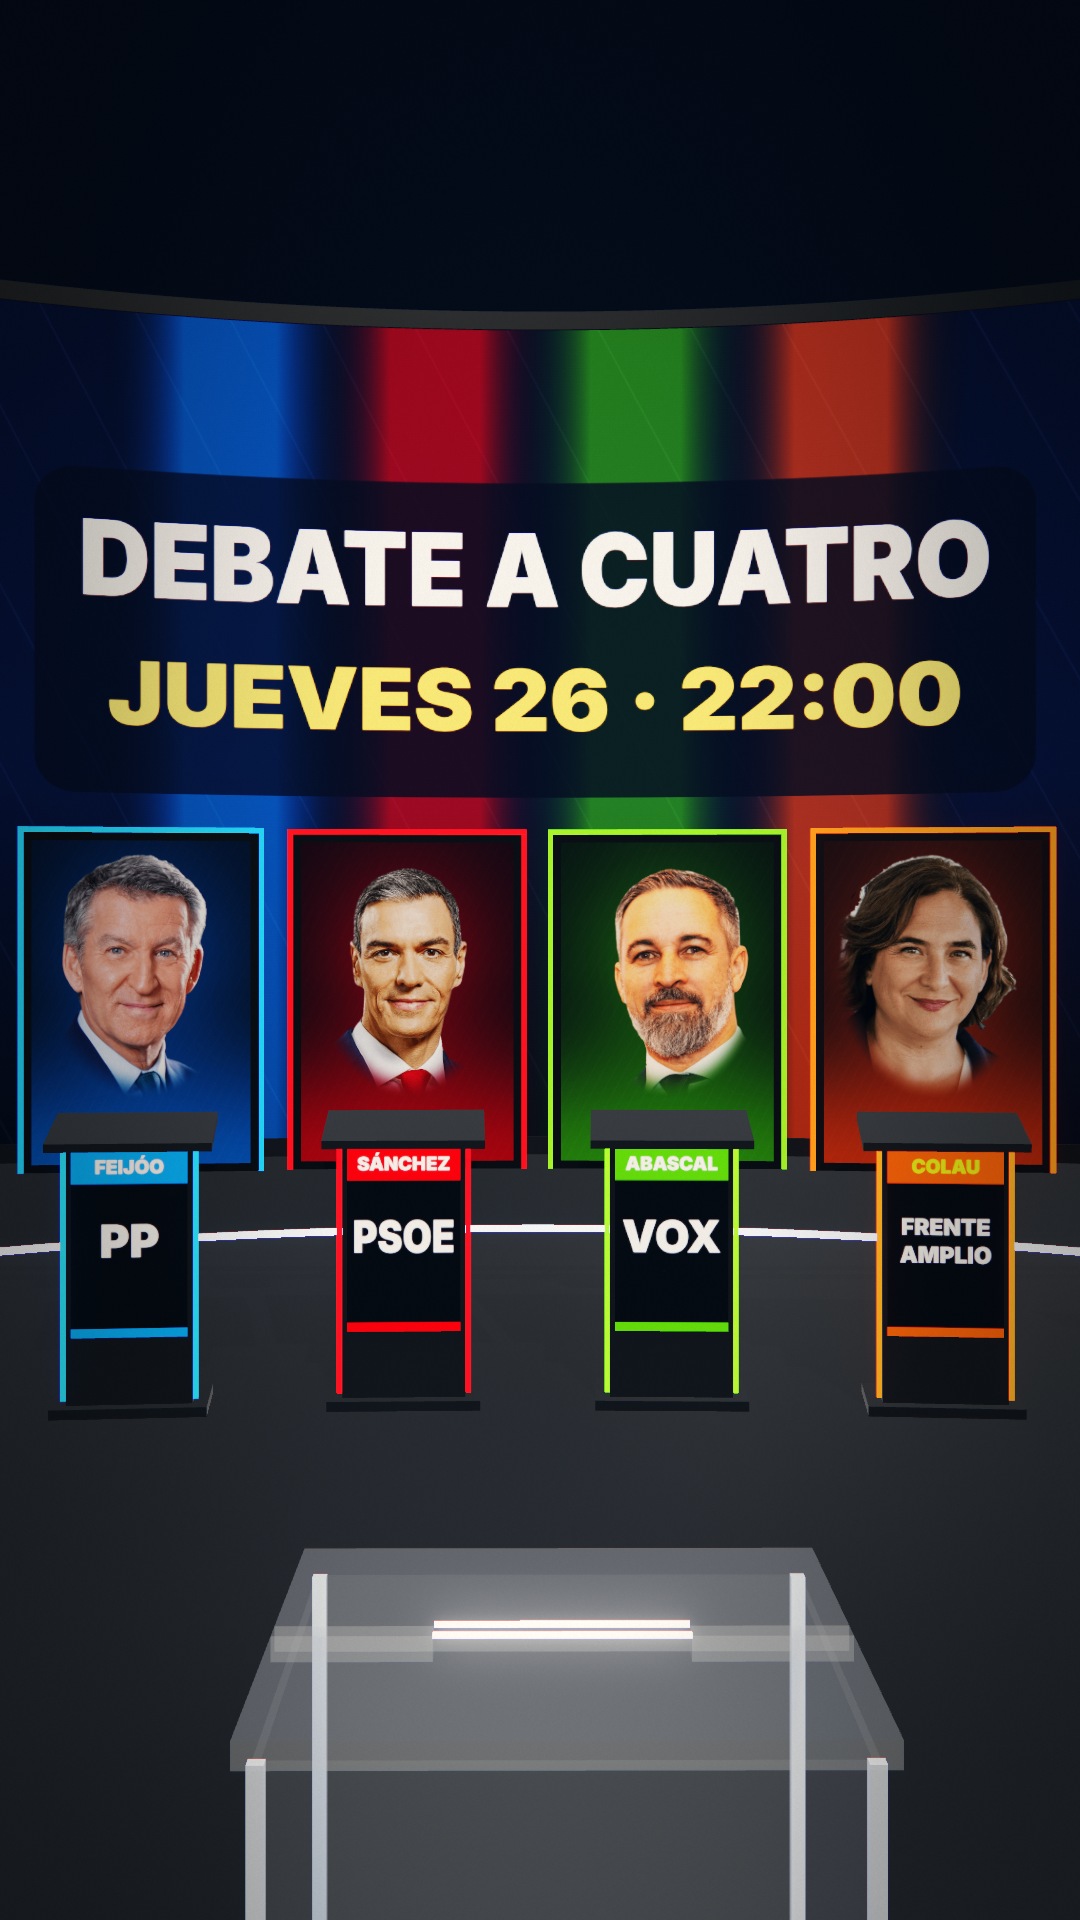 DEBATE A CUATRO
JUEVES 26 · 22:00
FEIJÓO
PP
SÁNCHEZ
PSOE
ABASCAL
VOX
COLAU
FRENTE
AMPLIO